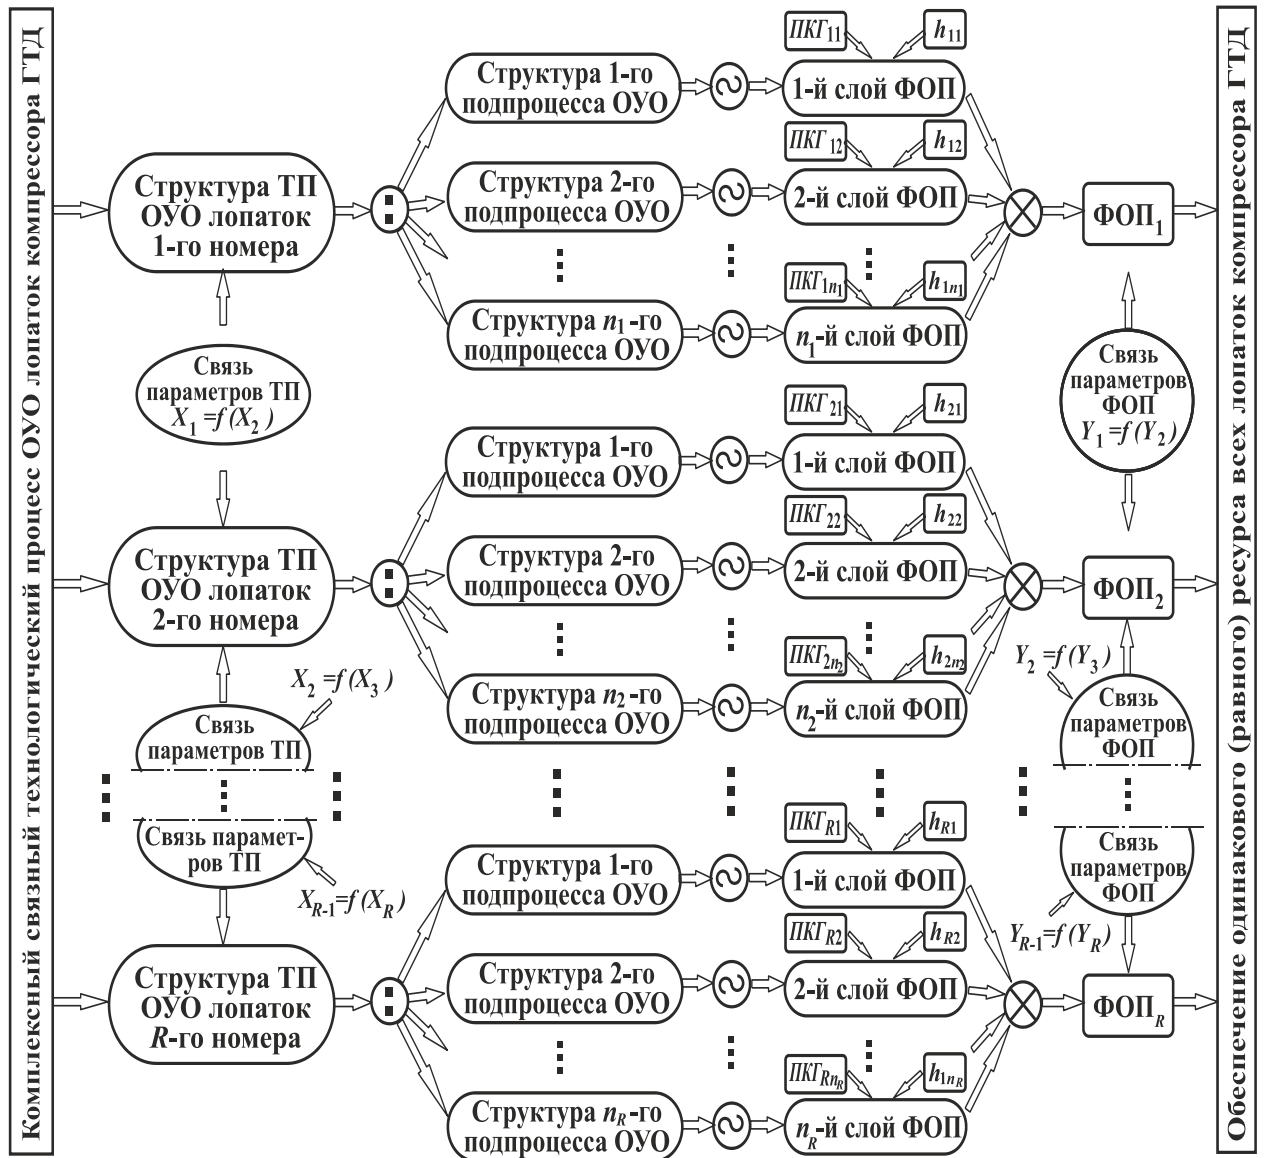 Комплексный связный технологический процесс ОУО лопаток компрессора ГТД
Структура ТП
ОУО лопаток
1-го номера
Структура 1-го
подпроцесса ОУО
ПКГ11
h11
1-й слой ФОП
Структура 2-го
подпроцесса ОУО
ПКГ12
h12
2-й слой ФОП
Структура n1-го
подпроцесса ОУО
ПКГ1n1
h1n1
n1-й слой ФОП
ФОП1
Связь
параметров ТП
X1=f(X2)
Связь
параметров
ФОП
Y1=f(Y2)
Структура ТП
ОУО лопаток
2-го номера
Структура 1-го
подпроцесса ОУО
ПКГ21
h21
1-й слой ФОП
Структура 2-го
подпроцесса ОУО
ПКГ22
h22
2-й слой ФОП
Структура n2-го
подпроцесса ОУО
ПКГ2n2
h2n2
n2-й слой ФОП
ФОП2
X2=f(X3)
Связь
параметров ТП
Y2=f(Y3)
Связь
параметров
ФОП
Связь парамет-
ров ТП
XR-1=f(XR)
Связь
параметров
ФОП
YR-1=f(YR)
Структура ТП
ОУО лопаток
R-го номера
Структура 1-го
подпроцесса ОУО
ПКГR1
hR1
1-й слой ФОП
Структура 2-го
подпроцесса ОУО
ПКГR2
hR2
2-й слой ФОП
Структура nR-го
подпроцесса ОУО
ПКГRnR
h1nR
nR-й слой ФОП
ФОПR
Обеспечение одинакового (равного) ресурса всех лопаток компрессора ГТД